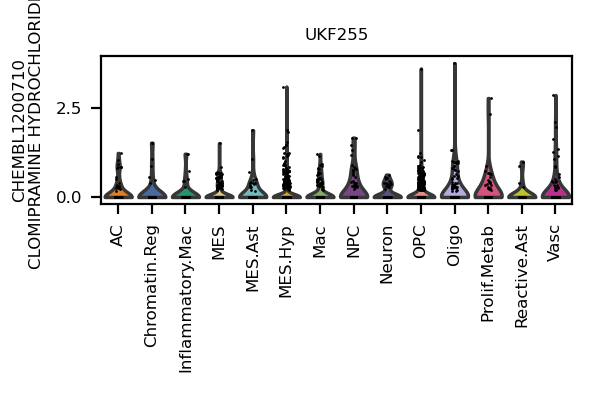 UKF255
CHEMBL1200710
CLOMIPRAMINE HYDROCHLORIDE
2.5
0.0
AC
Chromatin.Reg
Inflammatory.Mac
MES
MES.Ast
MES.Hyp
Mac
NPC
Neuron
OPC
Oligo
Prolif.Metab
Reactive.Ast
Vasc